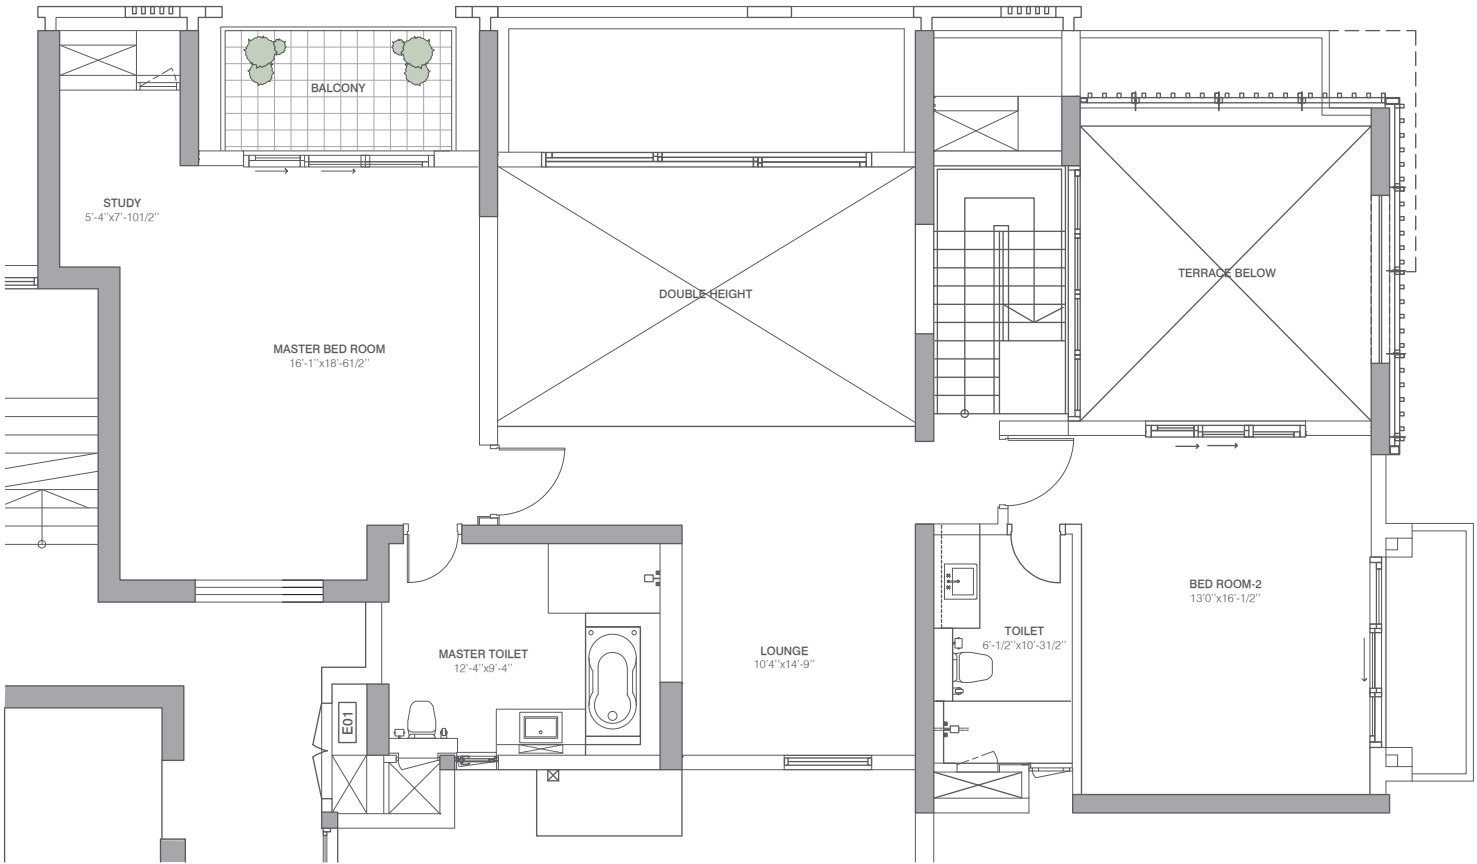 BALCONY
STUDY
5'-4"x7'-101/2"
TERRACE BELOW
DOUBLE HEIGHT
MASTER BED ROOM
16'-1"x18'-61/2"
BED ROOM-2
13'0"x16'-1/2"
TOILET
6'-1/2"x10'-31/2"
MASTER TOILET
12'-4"x9'-4"
LOUNGE
10'4"x14'-9"
E01